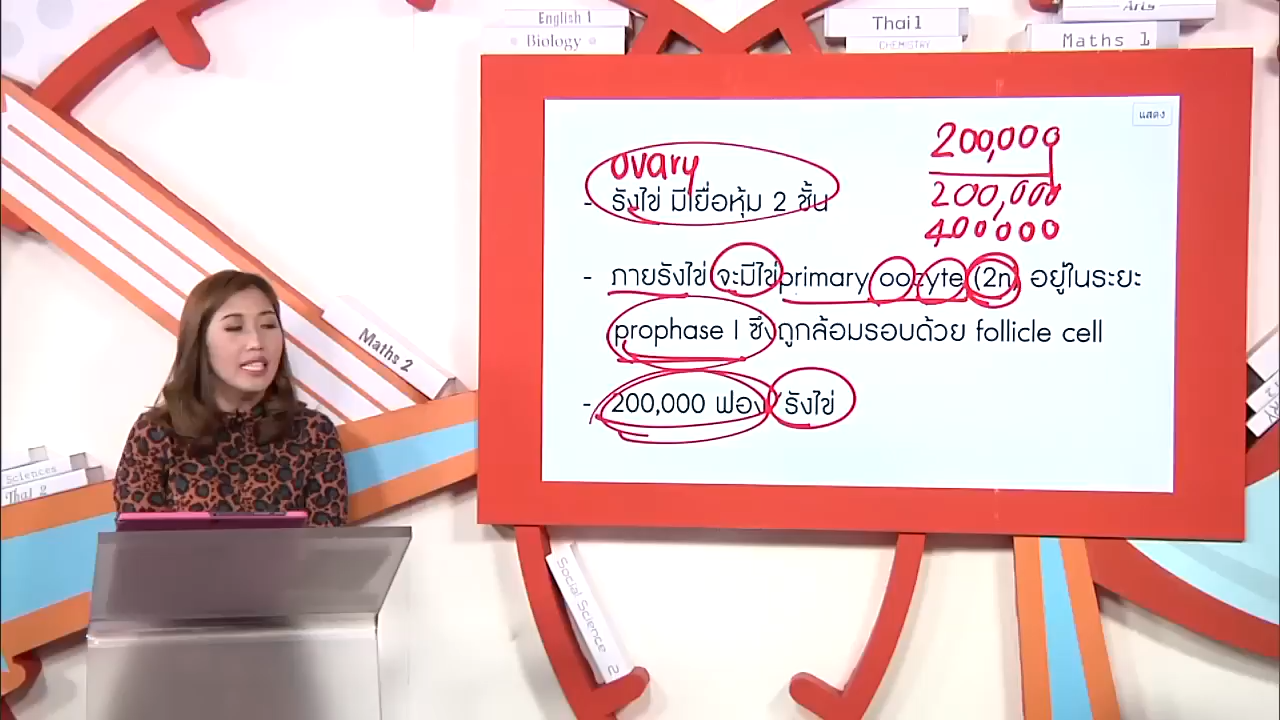 English 1
Biology
Thai 1
CHEMISTRY
Arts
Maths 1
แสดง
200,000
200,000
400000
ovary
- รังไข่ มีเยื่อหุ้ม 2 ชั้น
- ภายรังไข่ จะมีไข่ primary oozyte (2n) อยู่ในระยะ
prophase I ซึ่งถูกล้อมรอบด้วย follicle cell
- 200,000 ฟอง/ รังไข่
Maths 2
Sciences
Thai 2
Social Science 2